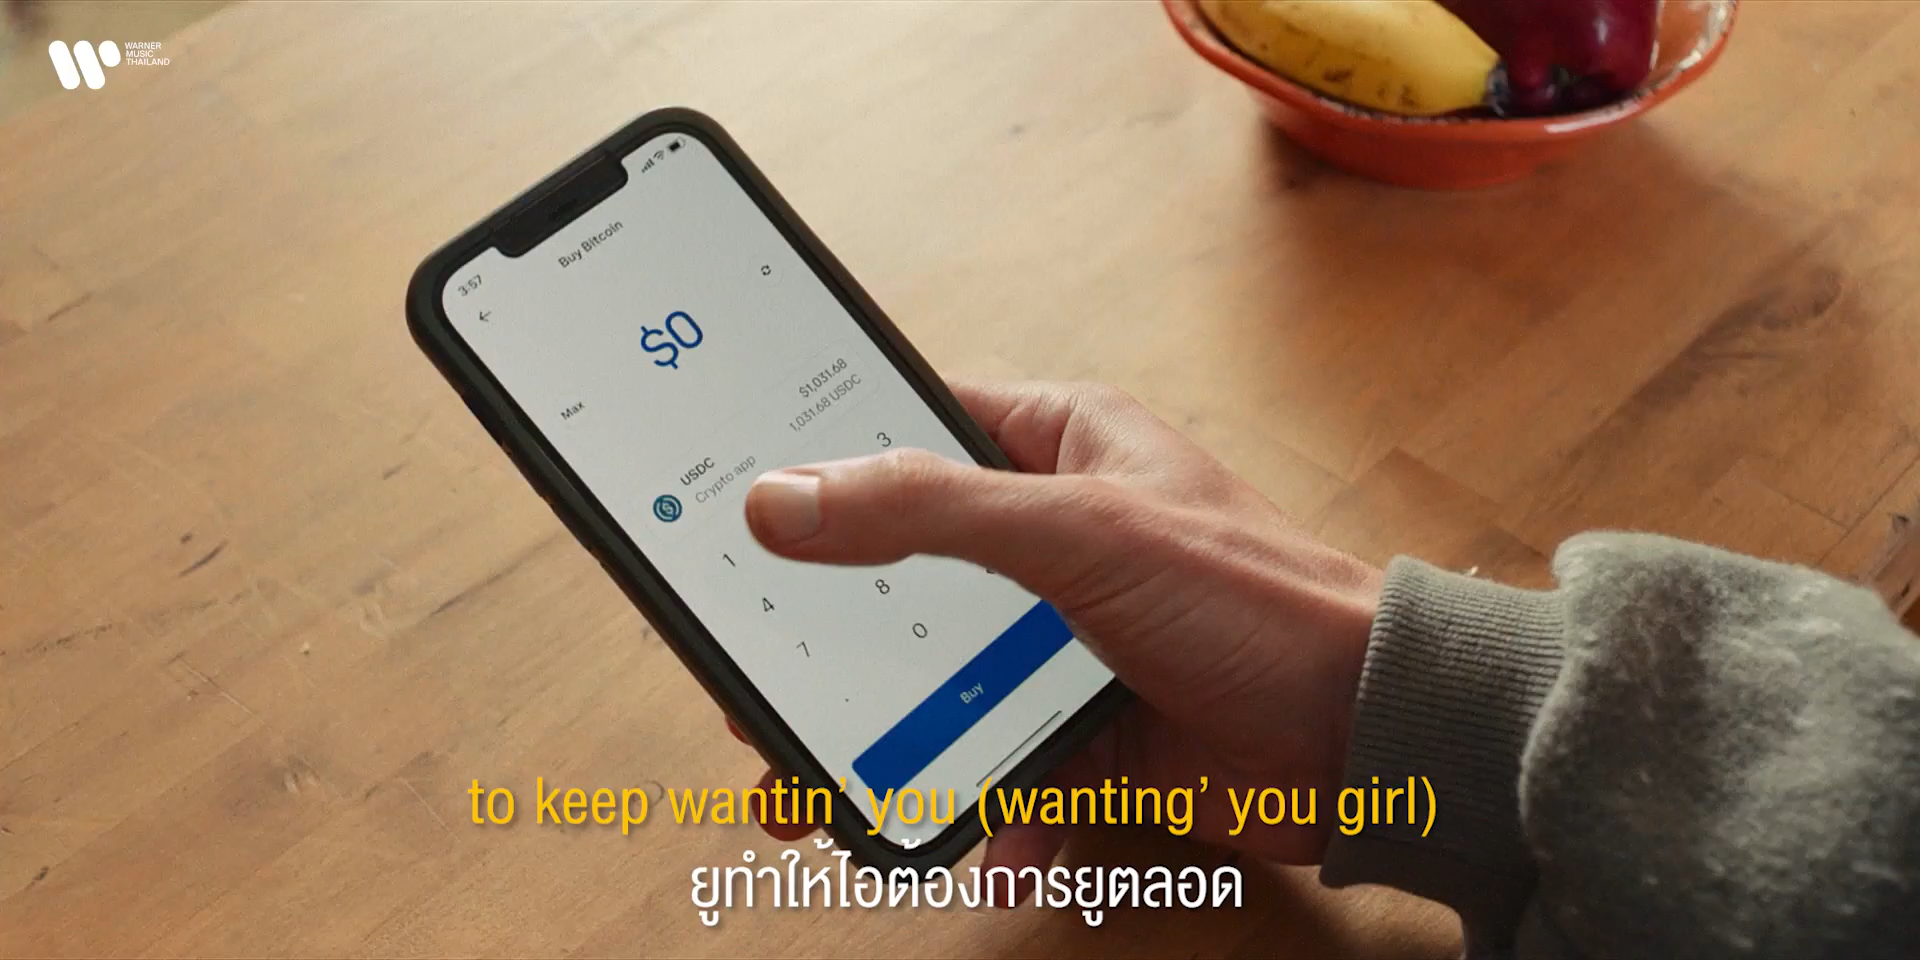 WARNER
MUSIC
THAILAND
3:57
Buy Bitcoin
$0
Max
$1,031.68
1,031.68 USDC
USDC
Crypto app
3
1
4
8
7
0
.
Buy
to keep wantin’ you (wanting’ you girl)
ยูทำให้ไอต้องการยูตลอด